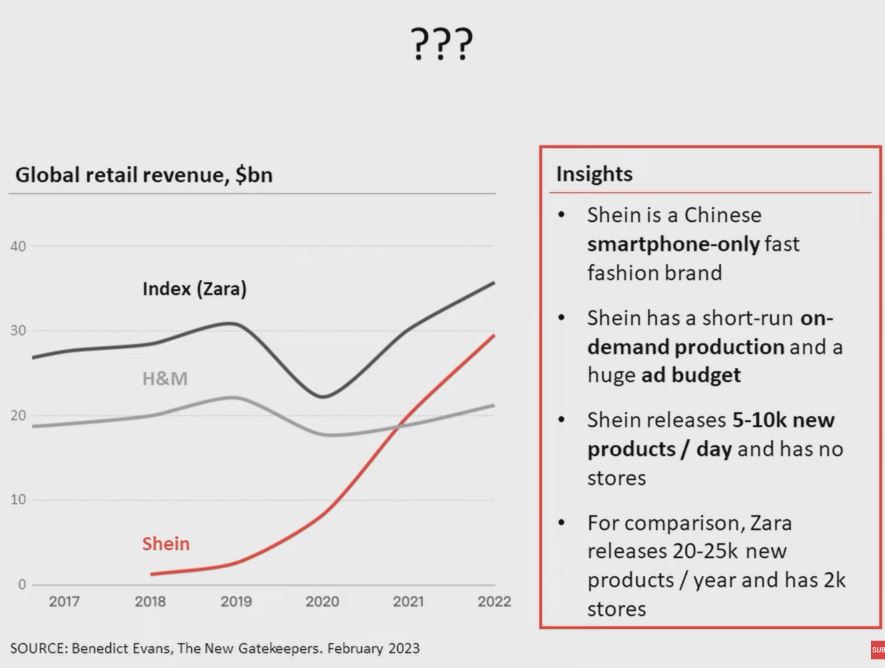 ???
Global retail revenue, $bn
40
30
20
10
0
Index (Zara)
H&M
Shein
2017 2018 2019 2020 2021 2022
Insights
• Shein is a Chinese
smartphone-only fast
fashion brand
• Shein has a short-run on-
demand production and a
huge ad budget
• Shein releases 5-10k new
products / day and has no
stores
• For comparison, Zara
releases 20-25k new
products / year and has 2k
stores
SOURCE: Benedict Evans, The New Gatekeepers. February 2023
SUB